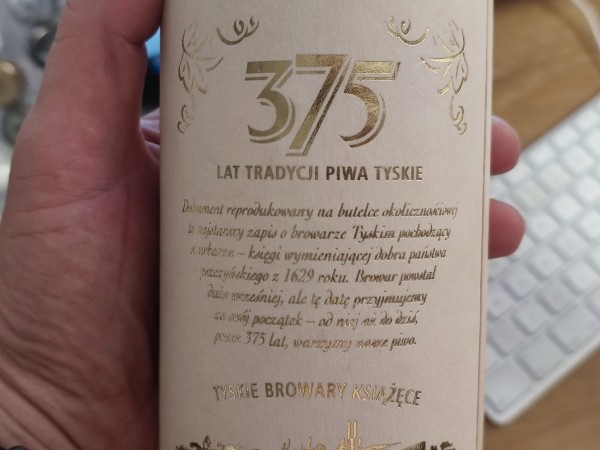 375
LAT TRADYCJI PIWA TYSKIE
Dokument reprodukowany na butelce okolicznościowej
to najstarszy zapis o browarze Tyskim pochodzący
z urbarza – księgi wymieniającej dobra państwa
pszczyńskiego z 1629 roku. Browar powstał
dużo wcześniej, ale tę datę przyjmujemy
za swój początek – od niej aż do dziś,
ponad 375 lat, warzymy nasze piwo.
TYSKIE BROWARY KSIĄŻĘCE